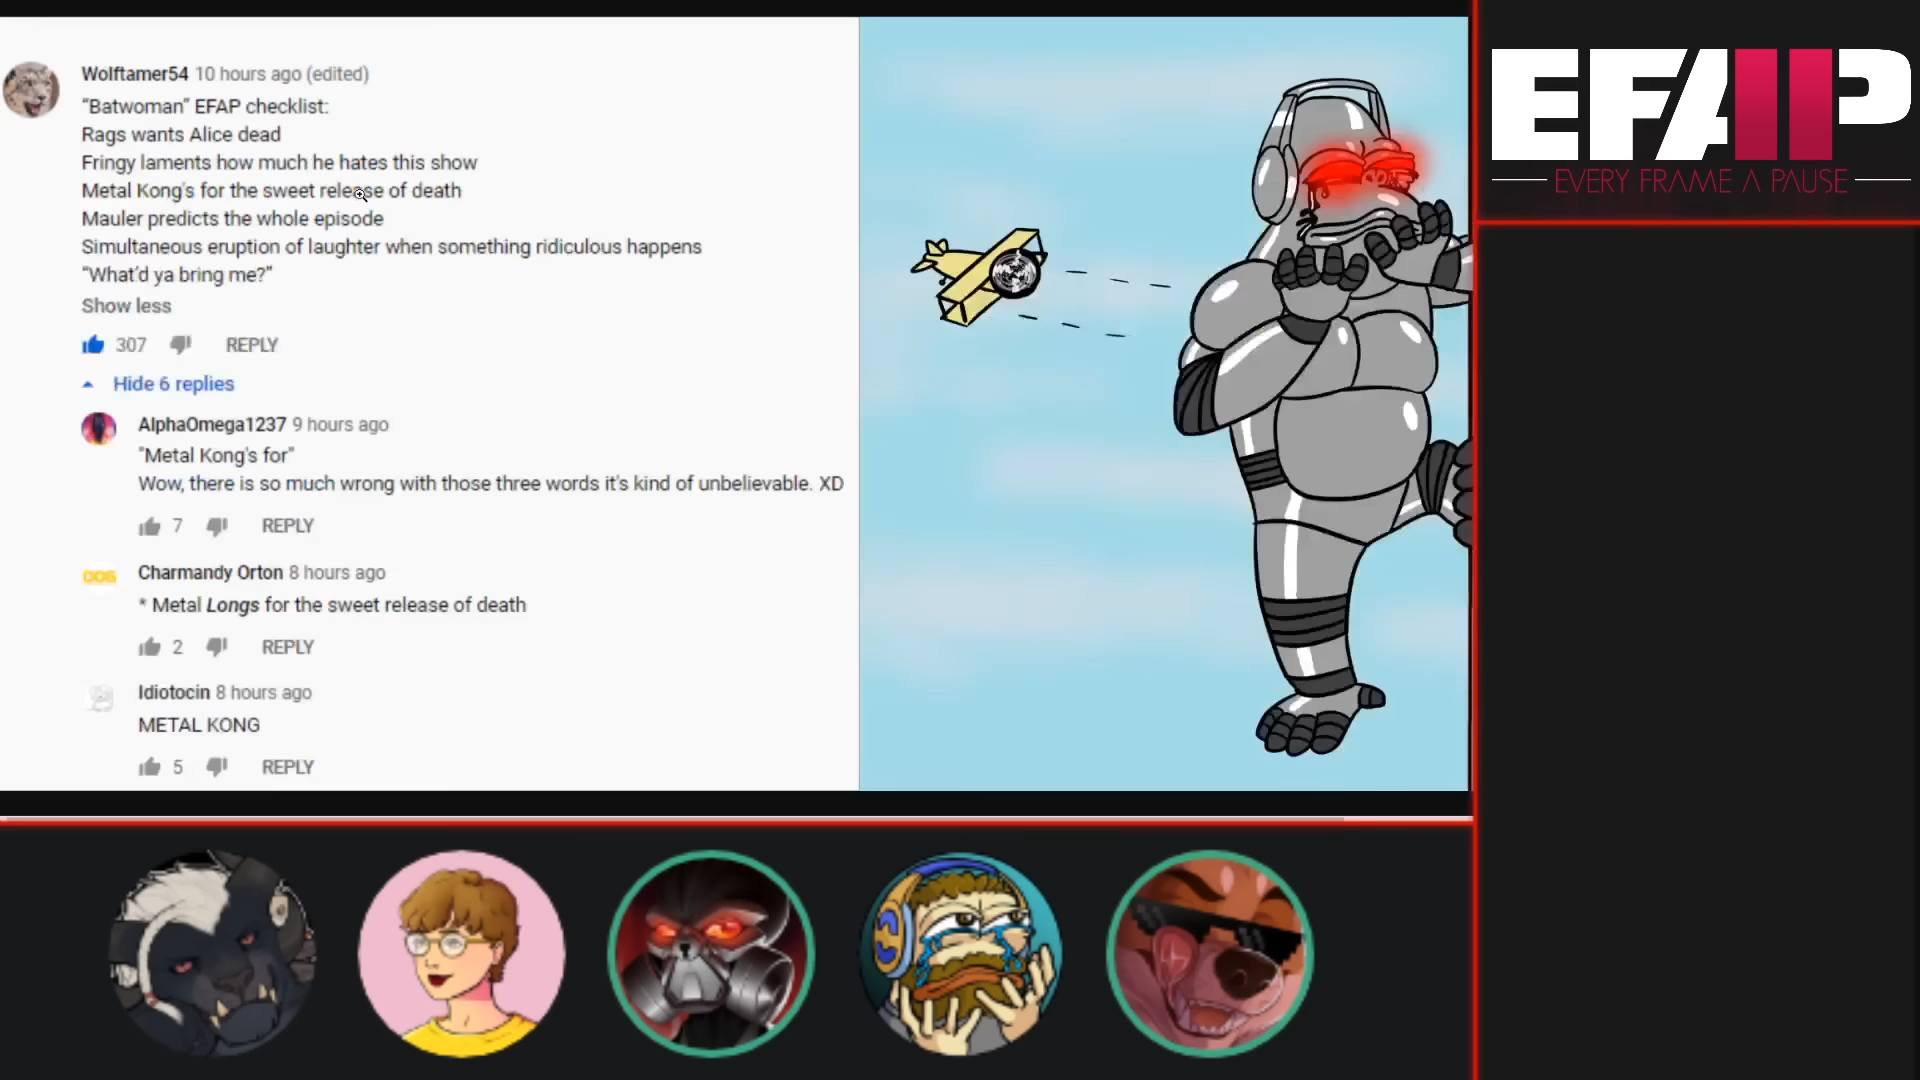 Wolftamer54 10 hours ago (edited)
“Batwoman” EFAP checklist:
Rags wants Alice dead
Fringy laments how much he hates this show
Metal Kong's for the sweet release of death
Mauler predicts the whole episode
Simultaneous eruption of laughter when something ridiculous happens
“What'd ya bring me?”
Show less
307 REPLY
Hide 6 replies
AlphaOmega1237 9 hours ago
"Metal Kong's for"
Wow, there is so much wrong with those three words it's kind of unbelievable. XD
7 REPLY
Charmandy Orton 8 hours ago
* Metal Longs for the sweet release of death
2 REPLY
Idiotocin 8 hours ago
METAL KONG
5 REPLY
EFAP
EVERY FRAME A PAUSE